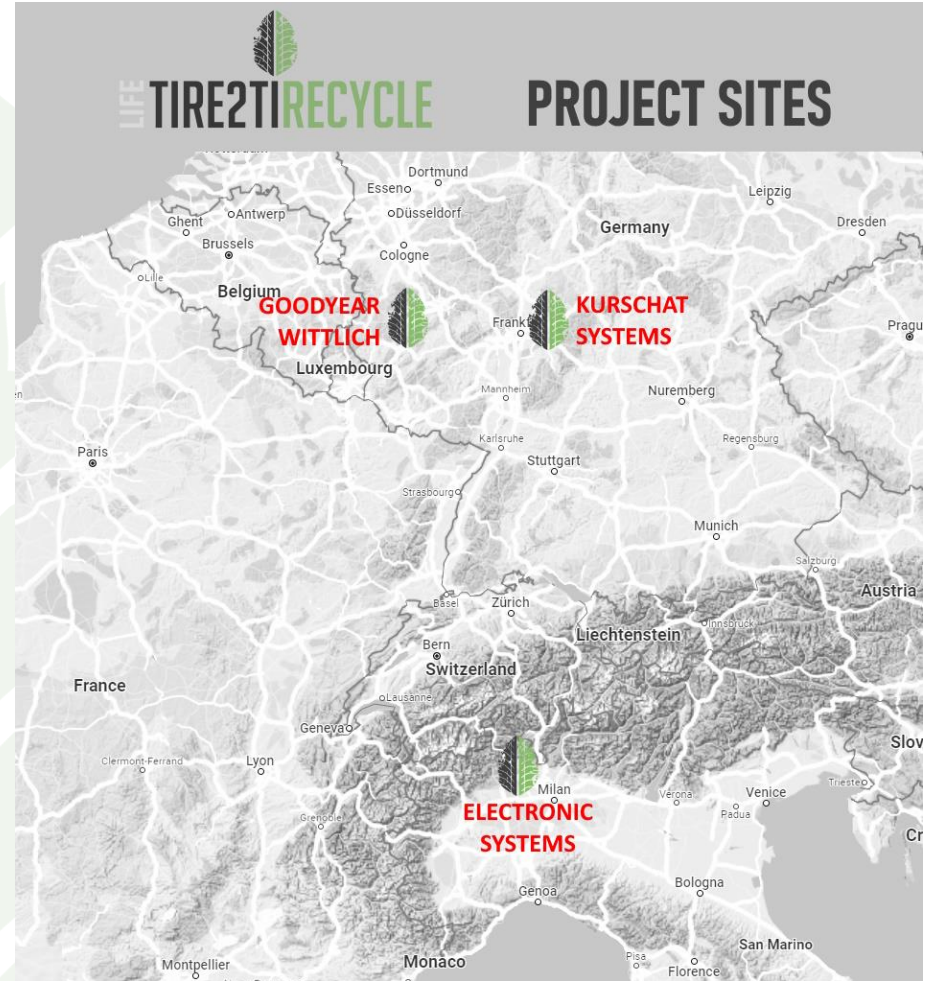 LIFE TIRE2TIRECYCLE
PROJECT SITES
Dortmund
Essen
Leipzig
Düsseldorf
Ghent
Antwerp
Germany
Dresden
Brussels
Cologne
Lille
Belgium
GOODYEAR
WITTLICH
KURSCHAT
SYSTEMS
Frankf
Pragu
Luxembourg
Mannheim
Nuremberg
Karlsruhe
Regensburg
Paris
Stuttgart
Strasbourg
Munich
Salzburg
Austria
Basel
Zürich
Innsbruck
Liechtenstein
Bern
Switzerland
France
Lausanne
Geneva
Slov
Clermont-Ferrand
Lyon
Milan
Verona
Venice
Trieste
Padua
ELECTRONIC
SYSTEMS
Grenoble
Cr
Bologna
Genoa
San Marino
Montpellier
Monaco
Pisa
Florence